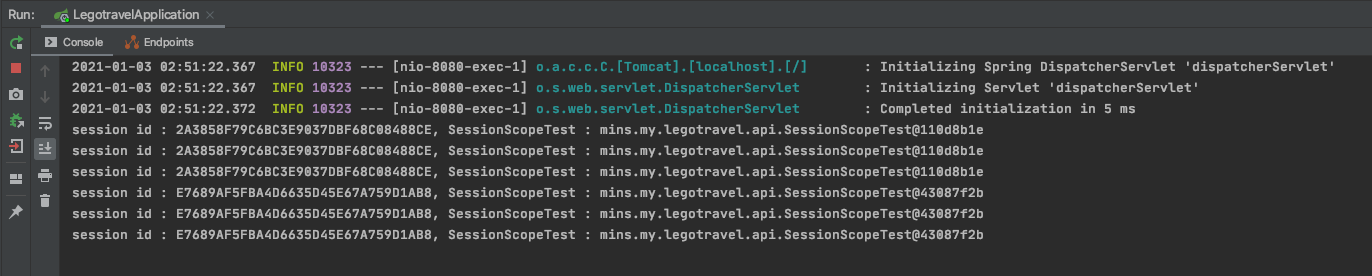 Run: LegotravelApplication ×
Console Endpoints
2021-01-03 02:51:22.367  INFO 10323 --- [nio-8080-exec-1] o.a.c.c.C.[Tomcat].[localhost].[/]       : Initializing Spring DispatcherServlet 'dispatcherServlet'
2021-01-03 02:51:22.367  INFO 10323 --- [nio-8080-exec-1] o.s.web.servlet.DispatcherServlet        : Initializing Servlet 'dispatcherServlet'
2021-01-03 02:51:22.372  INFO 10323 --- [nio-8080-exec-1] o.s.web.servlet.DispatcherServlet        : Completed initialization in 5 ms
session id : 2A3858F79C6BC3E9037DBF68C08488CE, SessionScopeTest : mins.my.legotravel.api.SessionScopeTest@110d8b1e
session id : 2A3858F79C6BC3E9037DBF68C08488CE, SessionScopeTest : mins.my.legotravel.api.SessionScopeTest@110d8b1e
session id : 2A3858F79C6BC3E9037DBF68C08488CE, SessionScopeTest : mins.my.legotravel.api.SessionScopeTest@110d8b1e
session id : E7689AF5FBA4D6635D45E67A759D1AB8, SessionScopeTest : mins.my.legotravel.api.SessionScopeTest@43087f2b
session id : E7689AF5FBA4D6635D45E67A759D1AB8, SessionScopeTest : mins.my.legotravel.api.SessionScopeTest@43087f2b
session id : E7689AF5FBA4D6635D45E67A759D1AB8, SessionScopeTest : mins.my.legotravel.api.SessionScopeTest@43087f2b